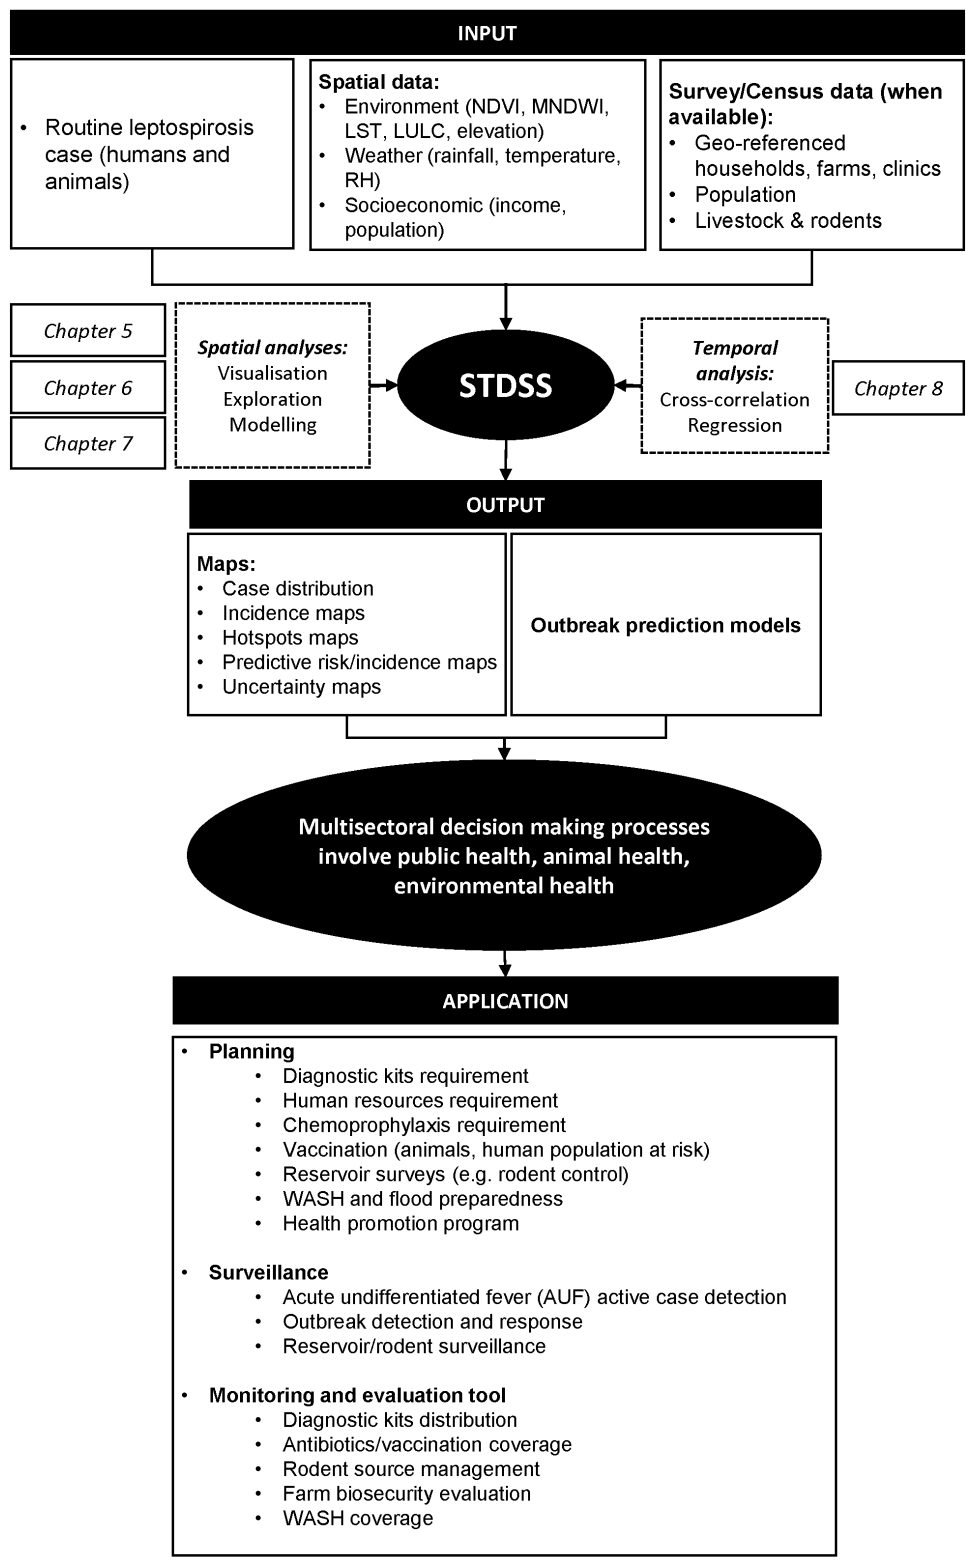 INPUT
• Routine leptospirosis
case (humans and
animals)
Spatial data:
• Environment (NDVI, MNDWI,
LST, LULC, elevation)
• Weather (rainfall, temperature,
RH)
• Socioeconomic (income,
population)
Survey/Census data (when
available):
• Geo-referenced
households, farms, clinics
• Population
• Livestock & rodents
Chapter 5
Chapter 6
Chapter 7
Spatial analyses:
Visualisation
Exploration
Modelling
STDSS
Temporal
analysis:
Cross-correlation
Regression
Chapter 8
OUTPUT
Maps:
• Case distribution
• Incidence maps
• Hotspots maps
• Predictive risk/incidence maps
• Uncertainty maps
Outbreak prediction models
Multisectoral decision making processes
involve public health, animal health,
environmental health
APPLICATION
• Planning
• Diagnostic kits requirement
• Human resources requirement
• Chemoprophylaxis requirement
• Vaccination (animals, human population at risk)
• Reservoir surveys (e.g. rodent control)
• WASH and flood preparedness
• Health promotion program
• Surveillance
• Acute undifferentiated fever (AUF) active case detection
• Outbreak detection and response
• Reservoir/rodent surveillance
• Monitoring and evaluation tool
• Diagnostic kits distribution
• Antibiotics/vaccination coverage
• Rodent source management
• Farm biosecurity evaluation
• WASH coverage